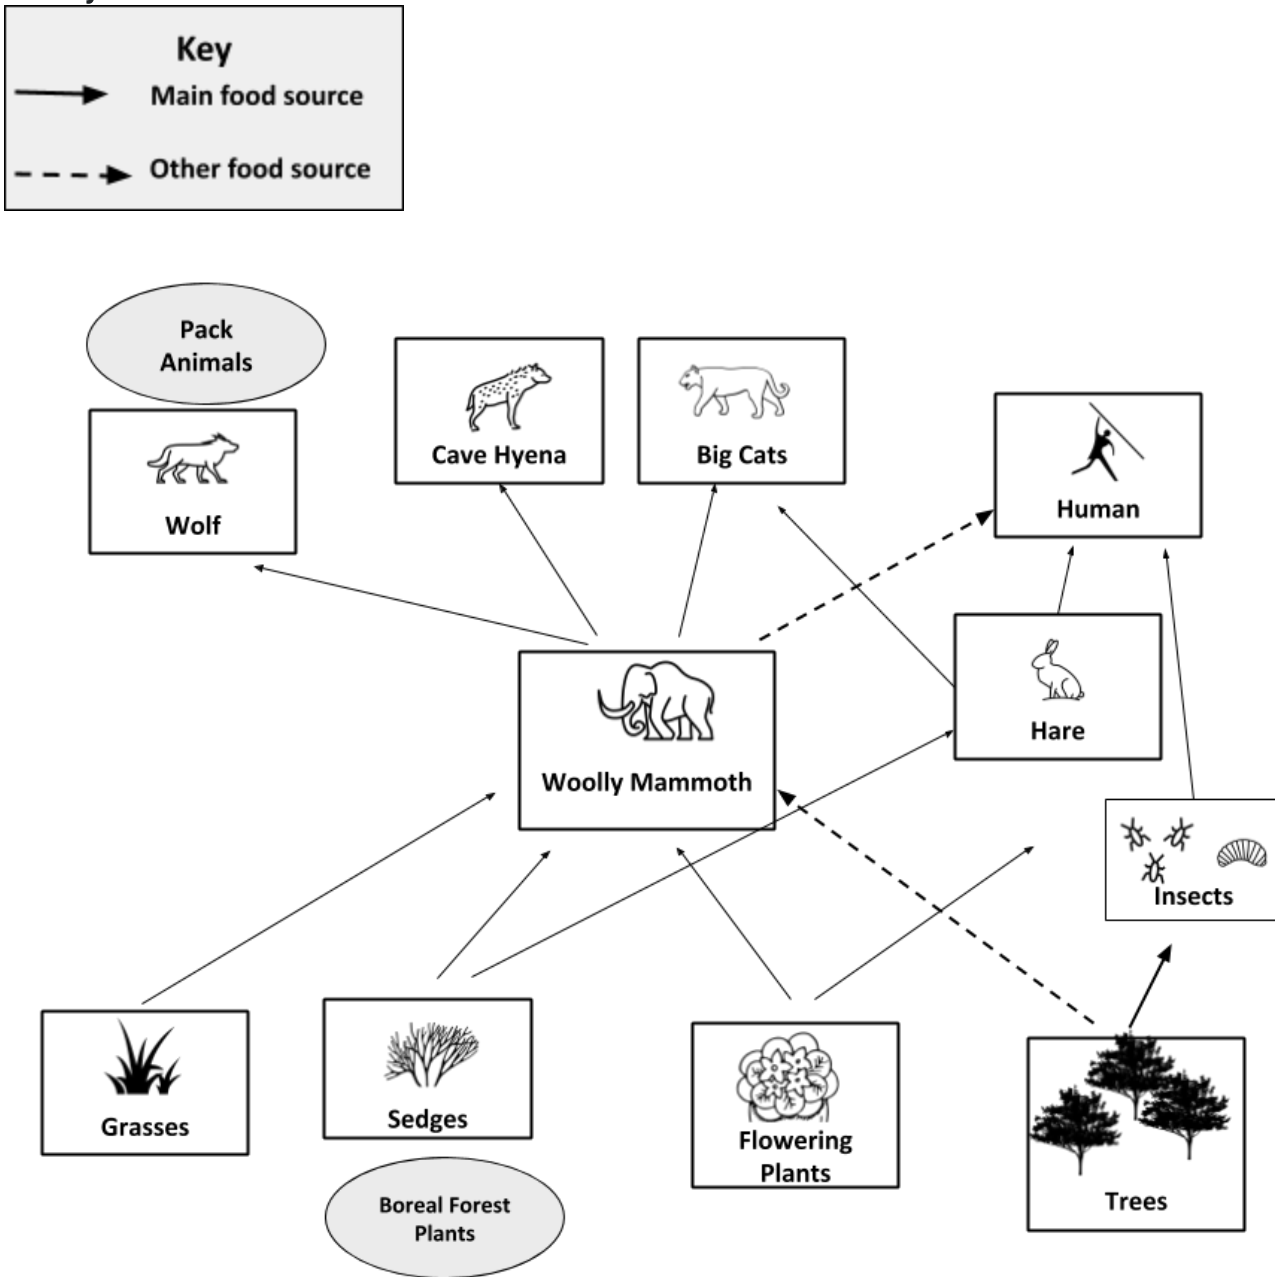 Key
Main food source
Other food source
Pack
Animals
Cave Hyena
Big Cats
Human
Wolf
Hare
Woolly Mammoth
Insects
Grasses
Sedges
Flowering
Plants
Trees
Boreal Forest
Plants